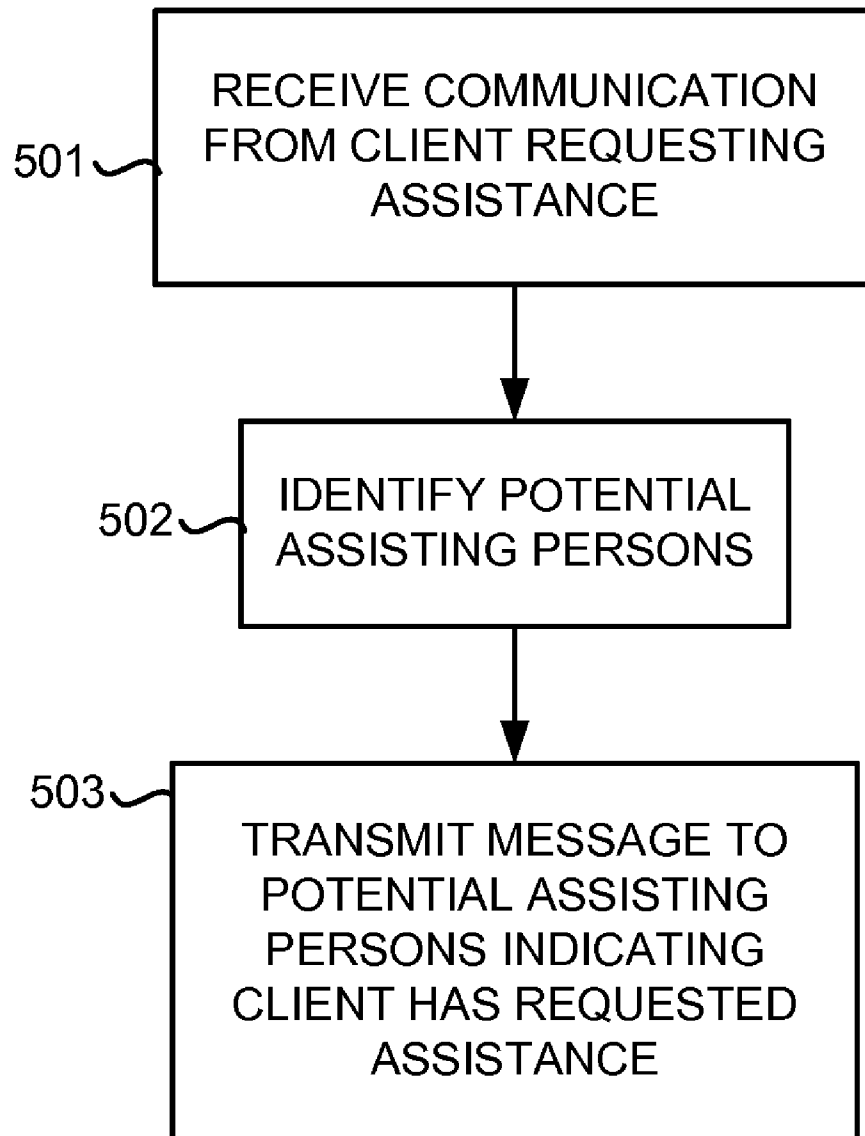 501
RECEIVE COMMUNICATION
FROM CLIENT REQUESTING
ASSISTANCE
502
IDENTIFY POTENTIAL
ASSISTING PERSONS
503
TRANSMIT MESSAGE TO
POTENTIAL ASSISTING
PERSONS INDICATING
CLIENT HAS REQUESTED
ASSISTANCE